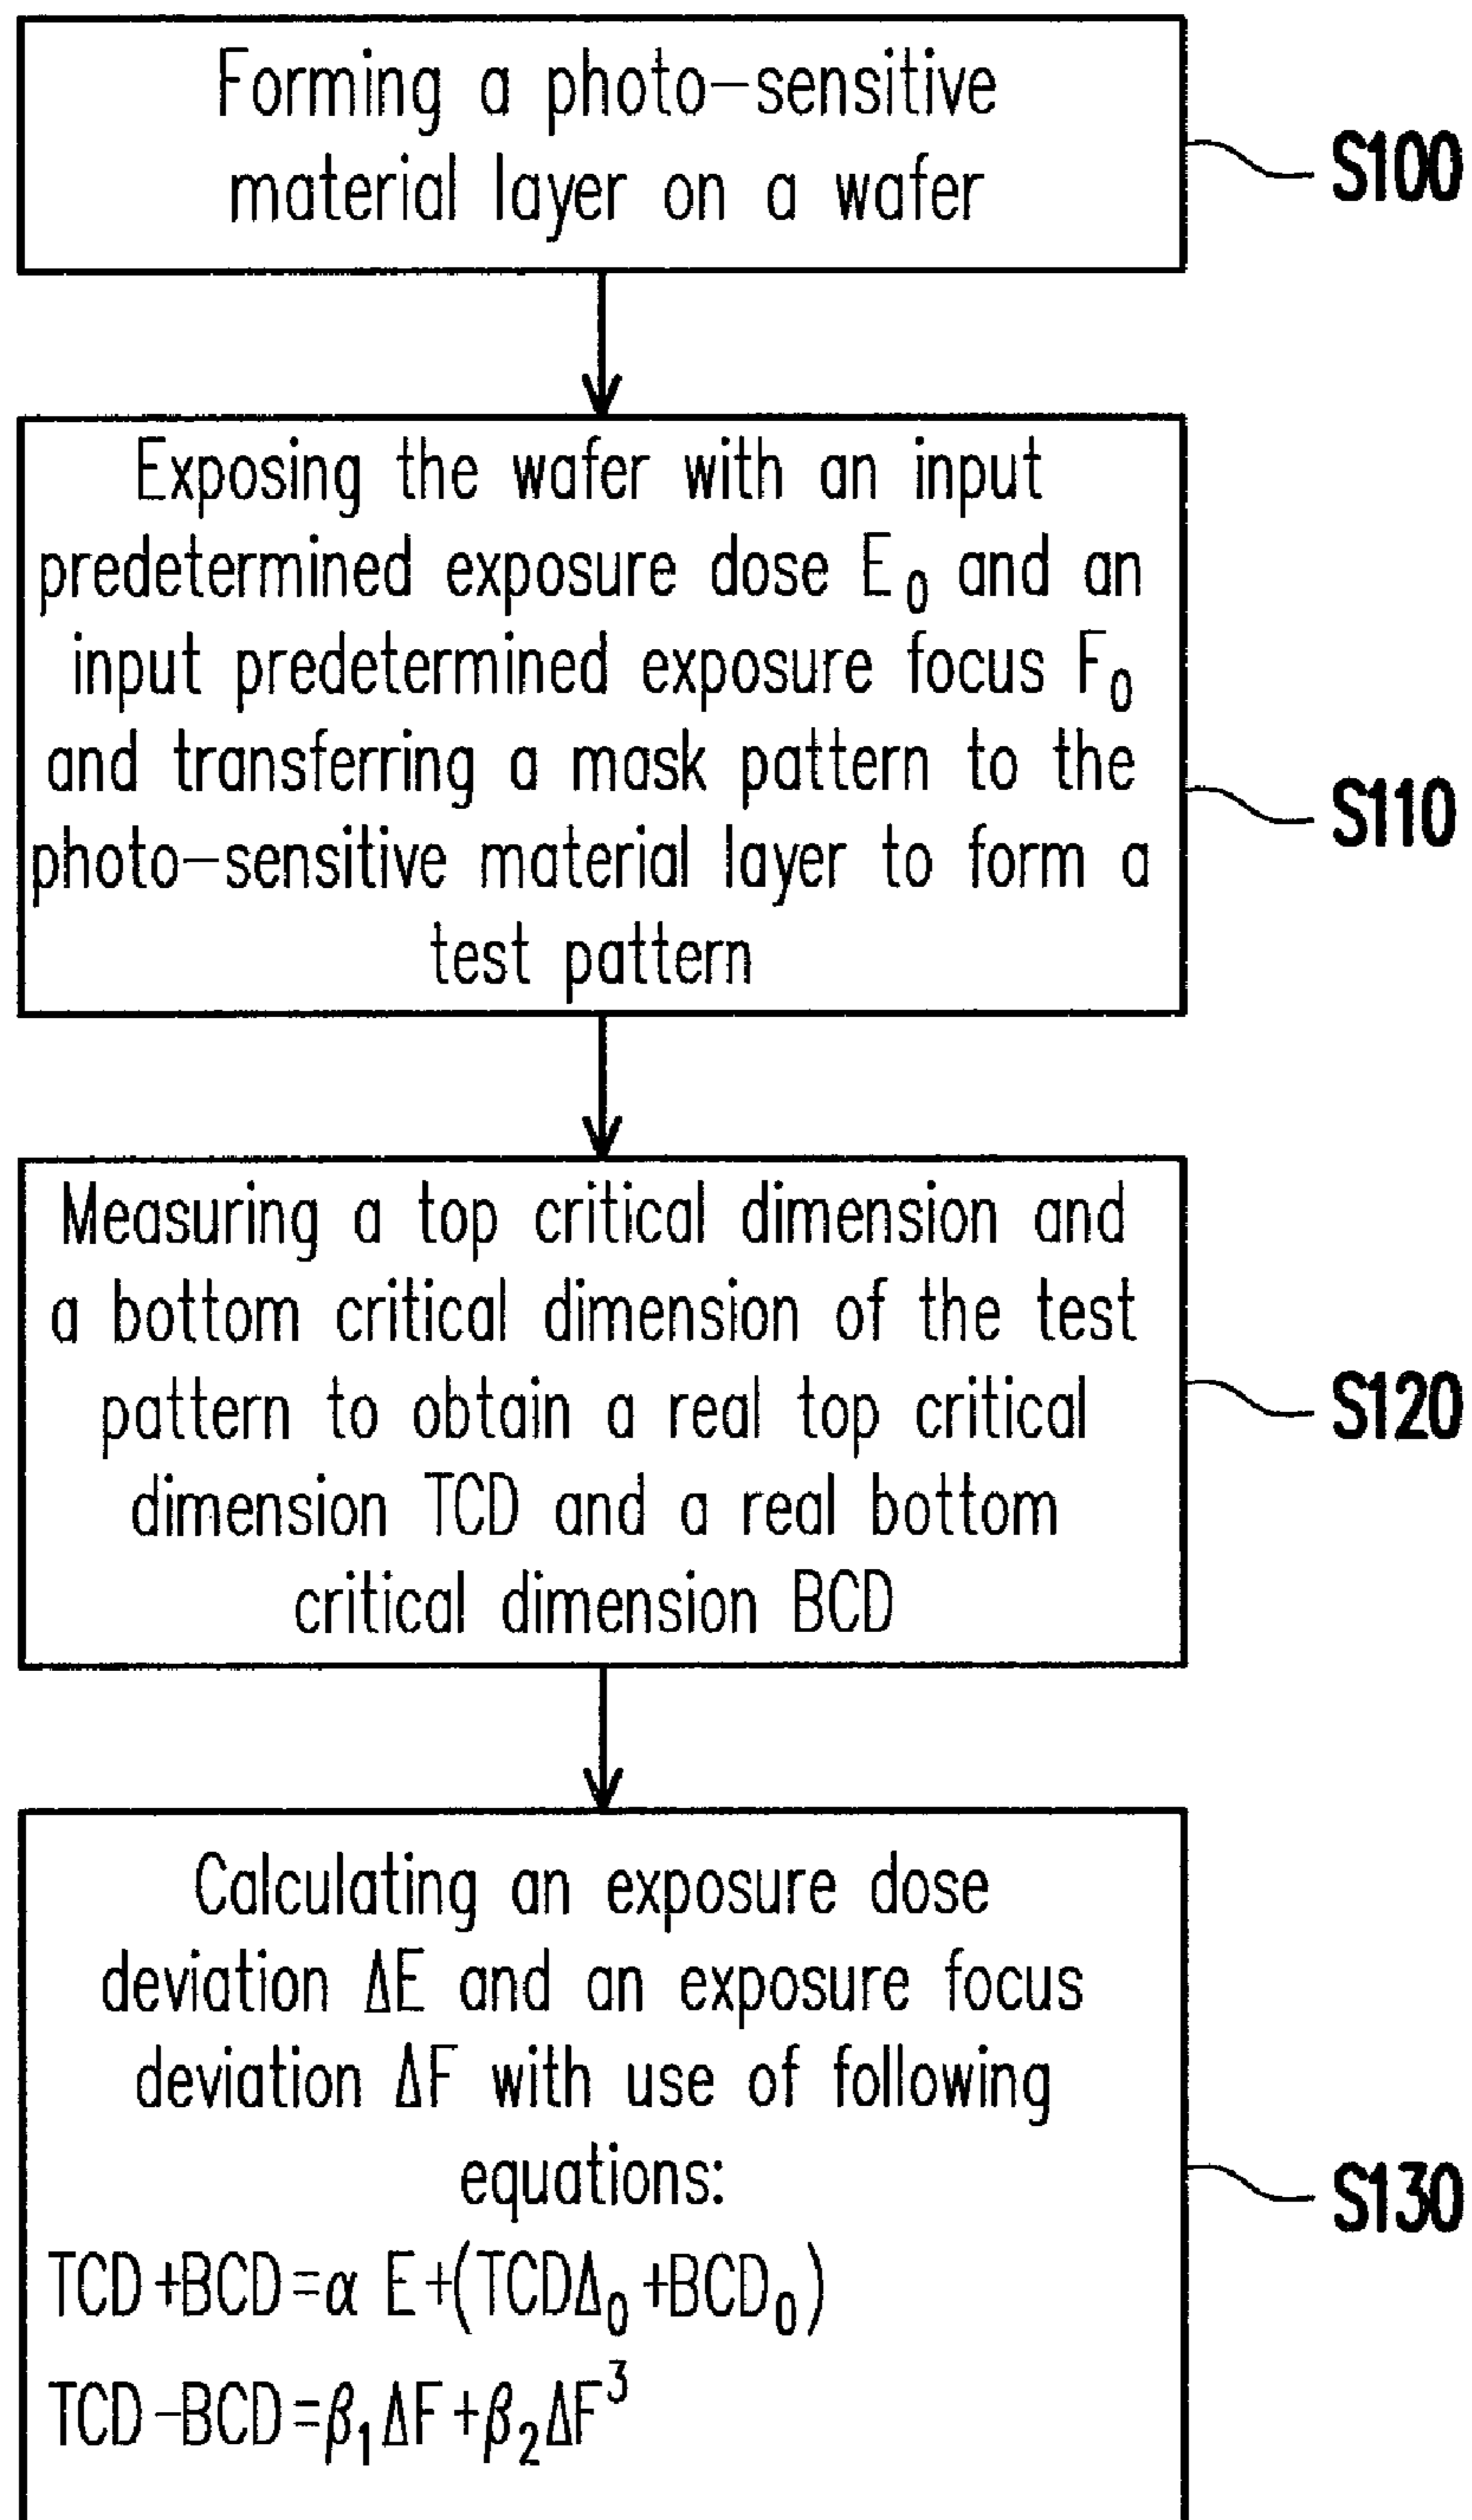 Forming a photo-sensitive
material layer on a wafer
S100
Exposing the wafer with an input
predetermined exposure dose E₀ and an
input predetermined exposure focus F₀
and transferring a mask pattern to the
photo-sensitive material layer to form a
test pattern
S110
Measuring a top critical dimension and
a bottom critical dimension of the test
pattern to obtain a real top critical
dimension TCD and a real bottom
critical dimension BCD
S120
Calculating an exposure dose
deviation ΔE and an exposure focus
deviation ΔF with use of following
equations:
S130
TCD+BCD=α E+(TCDΔ₀+BCD₀)
TCD-BCD=β₁ΔF+β₂ΔF³